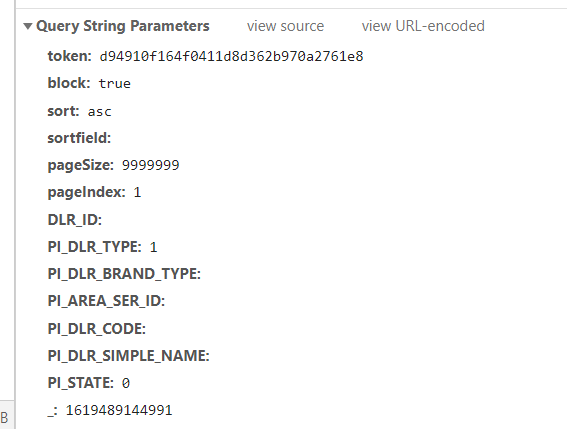 Query String Parameters view source view URL-encoded
token: d94910f164f0411d8d362b970a2761e8
block: true
sort: asc
sortfield:
pageSize: 9999999
pageIndex: 1
DLR_ID:
PI_DLR_TYPE: 1
PI_DLR_BRAND_TYPE:
PI_AREA_SER_ID:
PI_DLR_CODE:
PI_DLR_SIMPLE_NAME:
PI_STATE: 0
_: 1619489144991
B